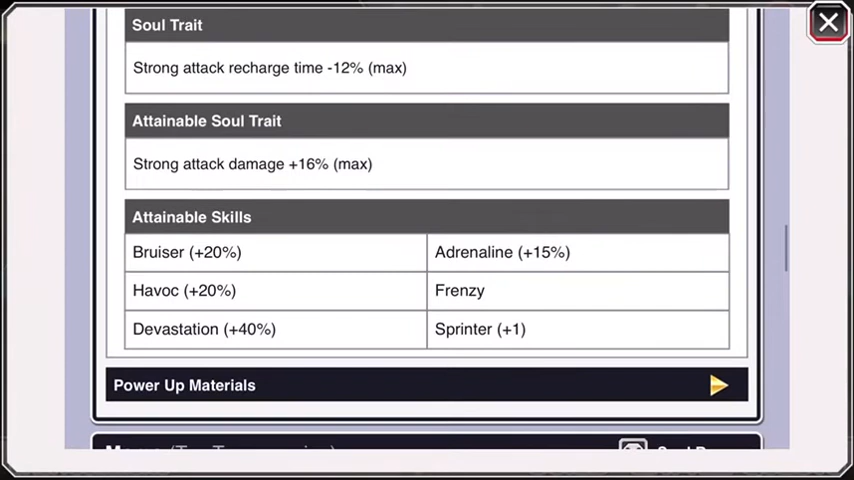 Soul Trait
Strong attack recharge time -12% (max)
Attainable Soul Trait
Strong attack damage +16% (max)
Attainable Skills
Bruiser (+20%) Adrenaline (+15%)
Havoc (+20%) Frenzy
Devastation (+40%) Sprinter (+1)
Power Up Materials